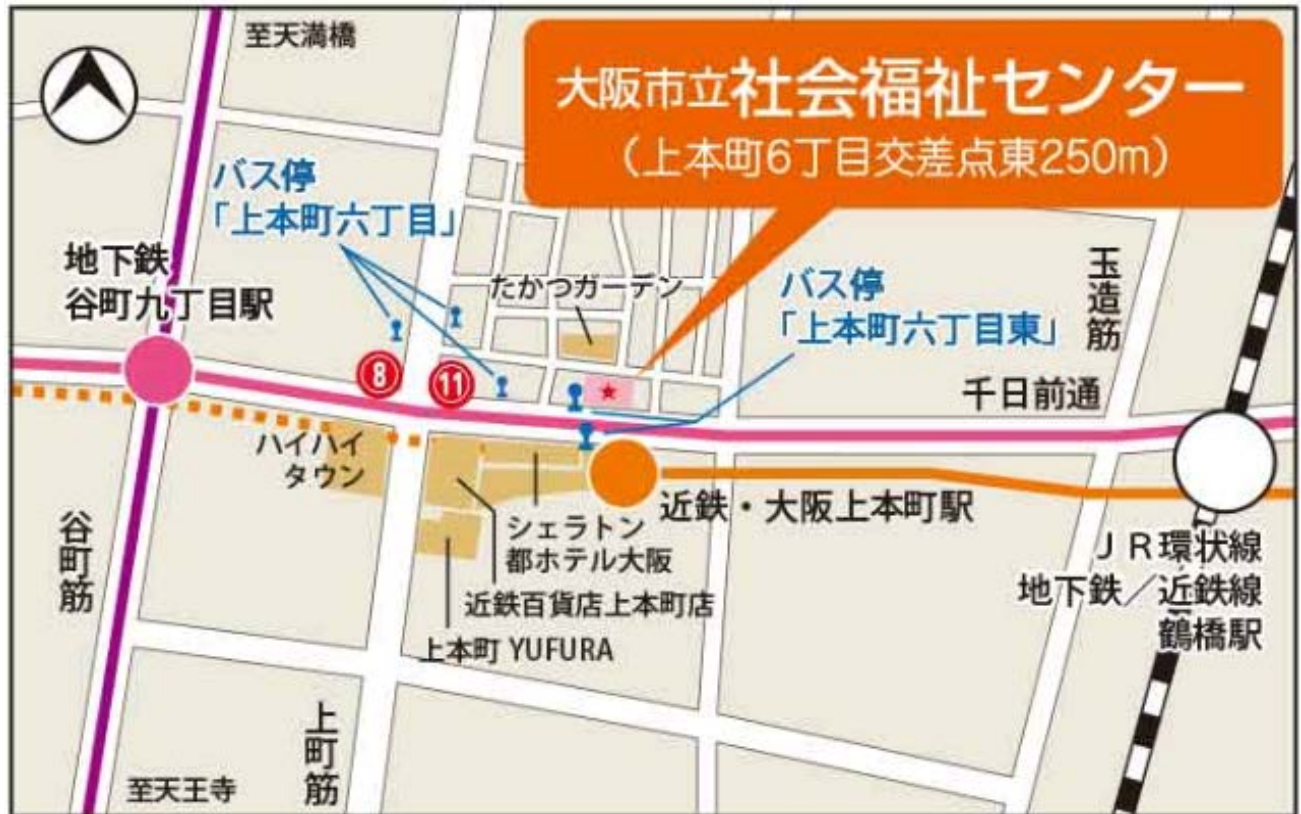 至天満橋
大阪市立社会福祉センター
（上本町6丁目交差点東250m）
バス停
「上本町六丁目」
地下鉄
谷町九丁目駅
たかつガーデン
バス停
「上本町六丁目東」
玉造筋
8
11
千日前通
ハイハイ
タウン
近鉄・大阪上本町駅
シェラトン
都ホテル大阪
近鉄百貨店上本町店
上本町 YUFURA
谷町筋
ＪＲ環状線
地下鉄／近鉄線
鶴橋駅
上町筋
至天王寺